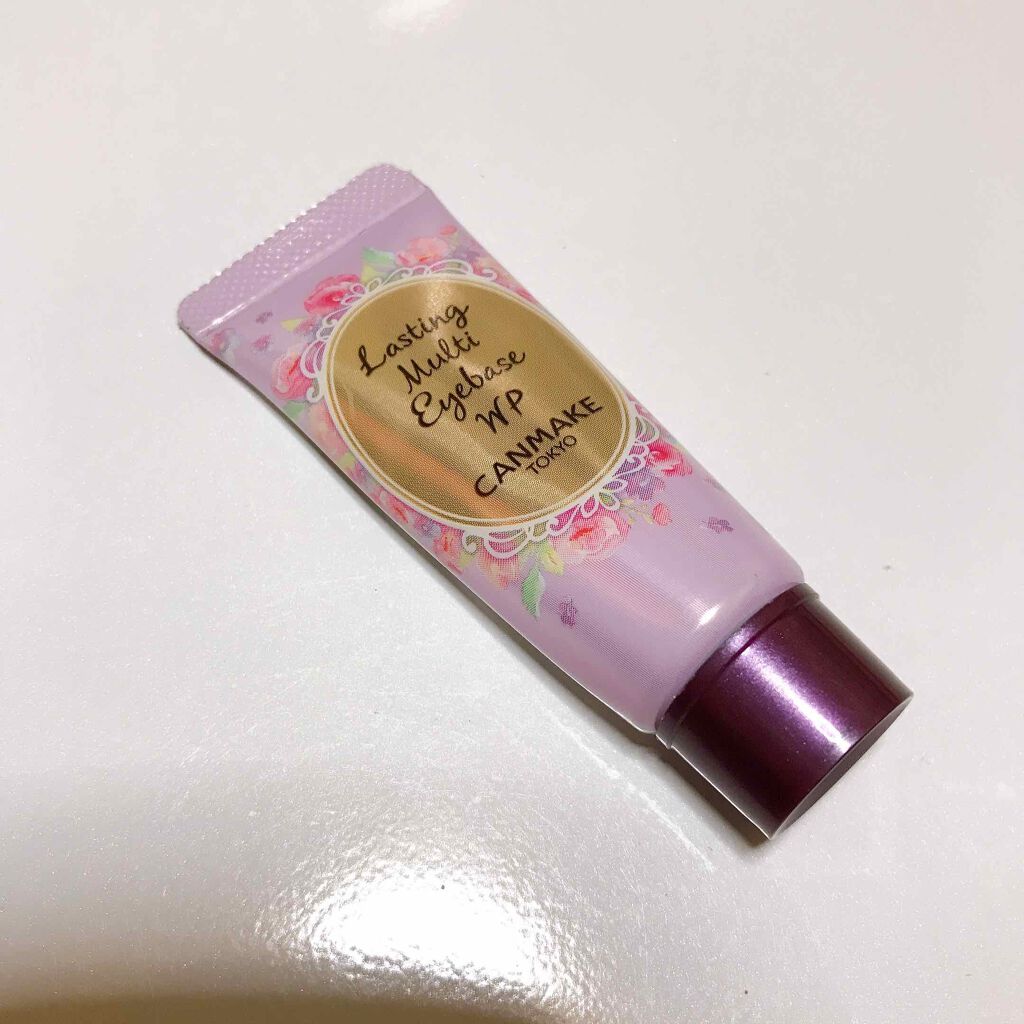 Lasting
Multi
Eyebase
WP
CANMAKE
TOKYO